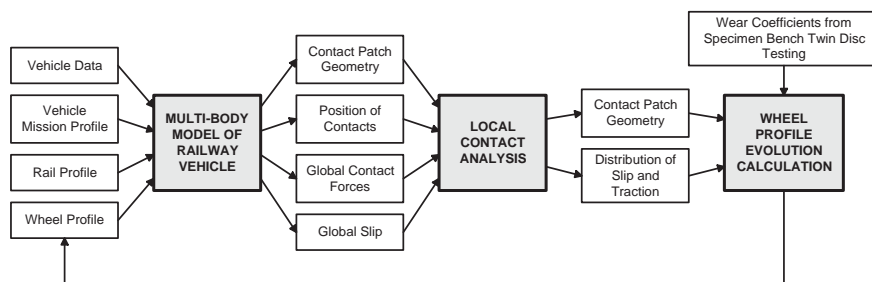 Vehicle Data
Vehicle
Mission Profile
Rail Profile
Wheel Profile
MULTI-BODY
MODEL OF
RAILWAY
VEHICLE
Contact Patch
Geometry
Position of
Contacts
Global Contact
Forces
Global Slip
LOCAL
CONTACT
ANALYSIS
Contact Patch
Geometry
Distribution of
Slip and
Traction
Wear Coefficients from
Specimen Bench Twin Disc
Testing
WHEEL
PROFILE
EVOLUTION
CALCULATION